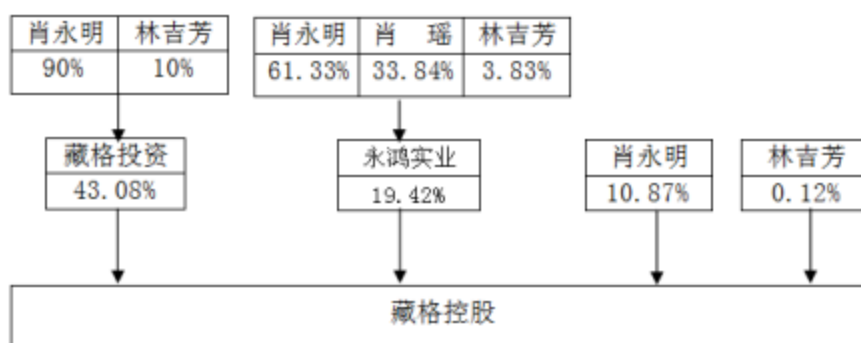 肖永明 林吉芳 肖永明 肖 瑶 林吉芳
90% 10% 61.33% 33.84% 3.83%
藏格投资 永鸿实业 肖永明 林吉芳
43.08% 19.42% 10.87% 0.12%
藏格控股